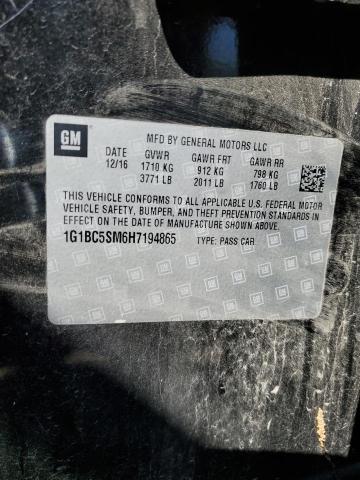 GM
MFD BY GENERAL MOTORS LLC
DATE GVWR GAWR FRT GAWR RR
12/16 1710 KG 912 KG 798 KG
3771 LB 2011 LB 1760 LB
THIS VEHICLE CONFORMS TO ALL APPLICABLE U.S. FEDERAL MOTOR
VEHICLE SAFETY, BUMPER, AND THEFT PREVENTION STANDARDS IN
EFFECT ON THE DATE OF MANUFACTURE SHOWN ABOVE.
1G1BC5SM6H7194865 TYPE: PASS CAR